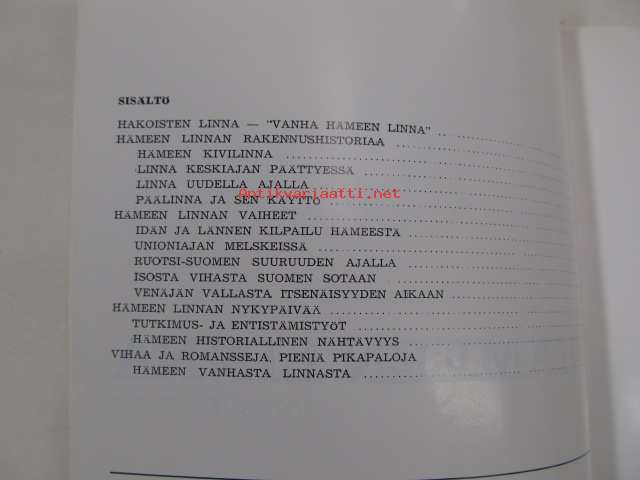 SISÄLTÖ
HAKOISTEN LINNA — "VANHA HÄMEEN LINNA"
HÄMEEN LINNAN RAKENNUSHISTORIAA
HÄMEEN KIVILINNA
LINNA KESKIAJAN PÄÄTTYESSÄ
LINNA UUDELLA AJALLA
Antikvariaatti.net
PÄÄLINNA JA SEN KÄYTTÖ
HÄMEEN LINNAN VAIHEET
IDÄN JA LÄNNEN KILPAILU HÄMEESTÄ
UNIONIAJAN MELSKEISSÄ
RUOTSI-SUOMEN SUURUUDEN AJALLA
ISOSTA VIHASTA SUOMEN SOTAAN
VENÄJÄN VALLASTA ITSENÄISYYDEN AIKAAN
HÄMEEN LINNAN NYKYPÄIVÄÄ
TUTKIMUS- JA ENTISTÄMISTYÖT
HÄMEEN HISTORIALLINEN NÄHTÄVYYS
VIHAA JA ROMANSSEJA, PIENIÄ PIKAPALOJA
HÄMEEN VANHASTA LINNASTA